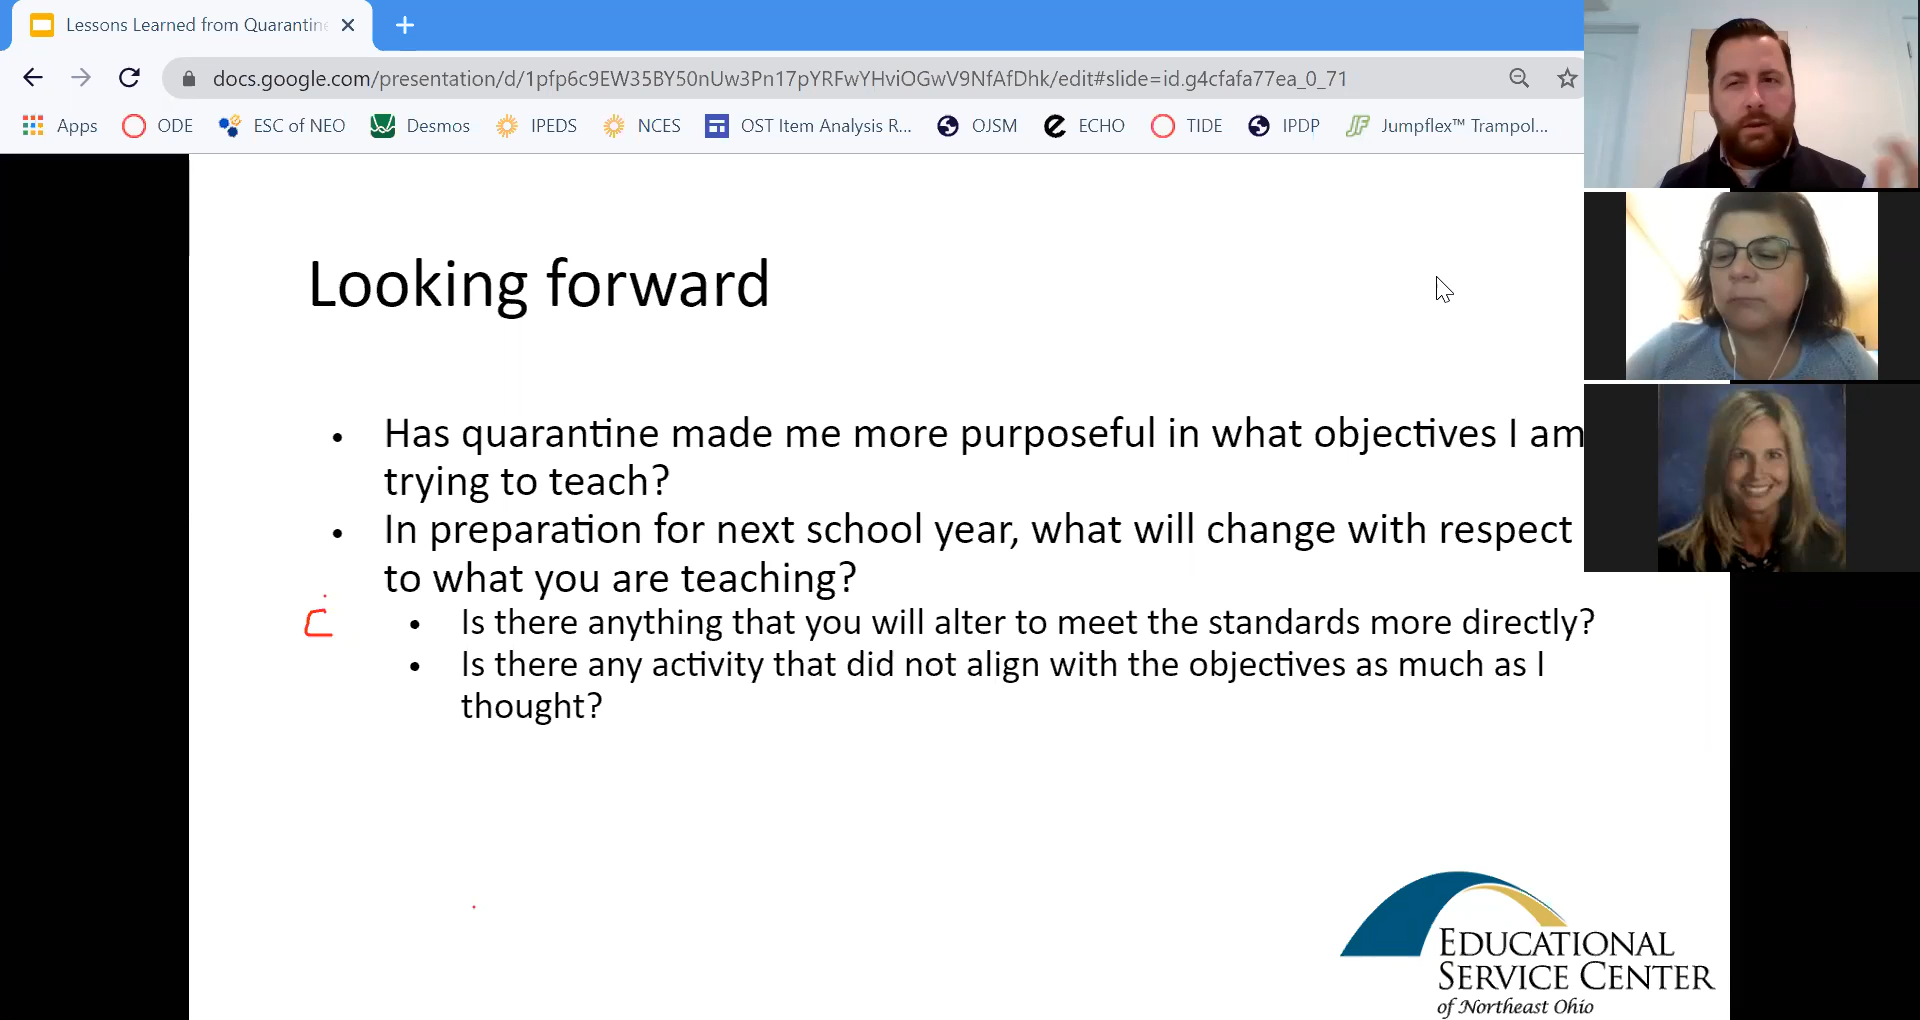 Lessons Learned from Quarantine
docs.google.com/presentation/d/1pfp6c9EW35BY50nUw3Pn17pYRFwYHviOGwV9NfAfDhk/edit#slide=id.g4cfafa77ea_0_71
Apps ODE ESC of NEO Desmos IPEDS NCES OST Item Analysis R... OJSM ECHO TIDE IPDP Jumpflex™ Trampol...
Looking forward
• Has quarantine made me more purposeful in what objectives I am
trying to teach?
• In preparation for next school year, what will change with respect
to what you are teaching?
• Is there anything that you will alter to meet the standards more directly?
• Is there any activity that did not align with the objectives as much as I
thought?
EDUCATIONAL
SERVICE CENTER
of Northeast Ohio